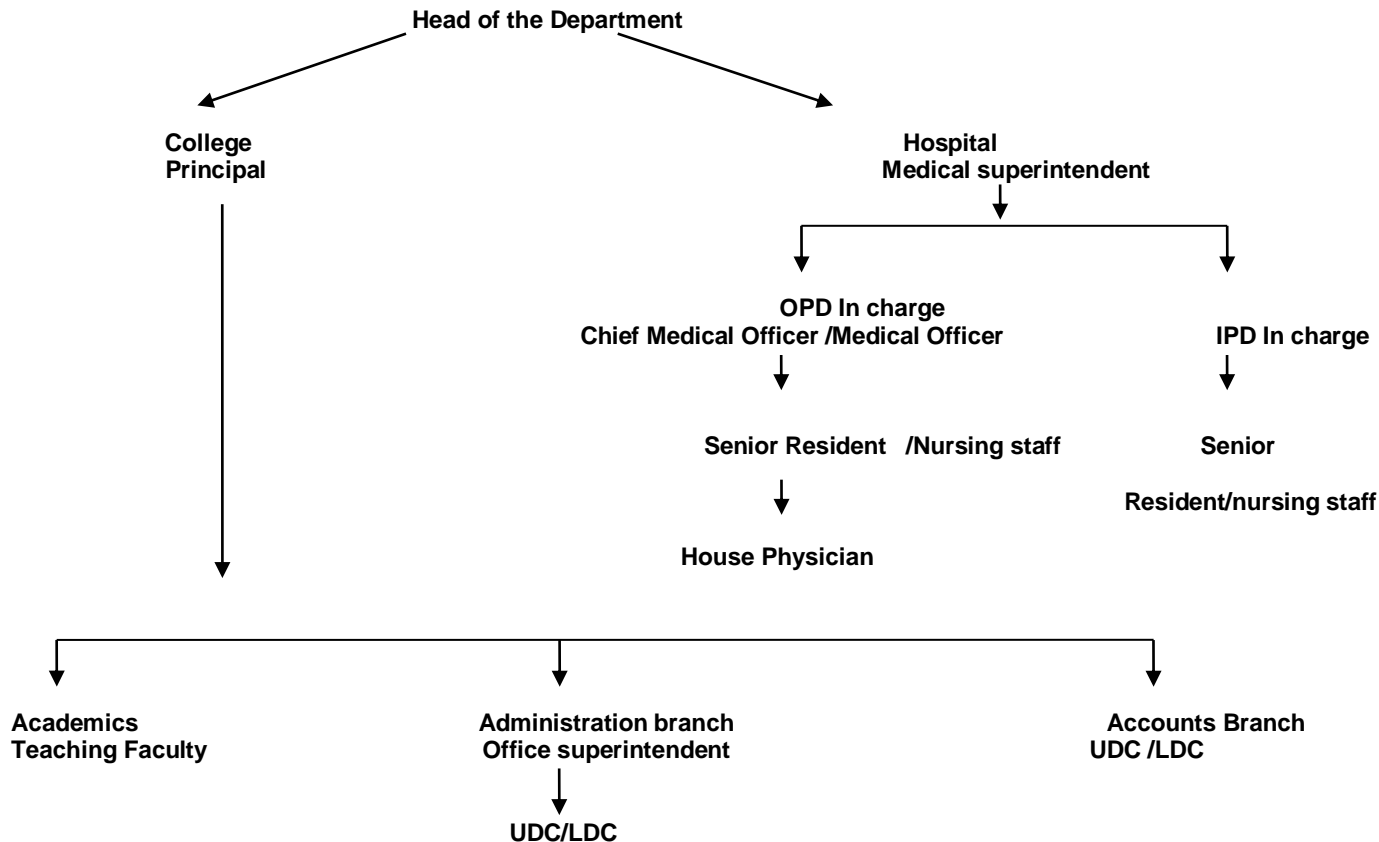 Head of the Department
College
Principal
Hospital
Medical superintendent
OPD In charge
Chief Medical Officer /Medical Officer
IPD In charge
Senior Resident /Nursing staff
Senior
Resident/nursing staff
House Physician
Academics
Teaching Faculty
Administration branch
Office superintendent
UDC/LDC
Accounts Branch
UDC /LDC